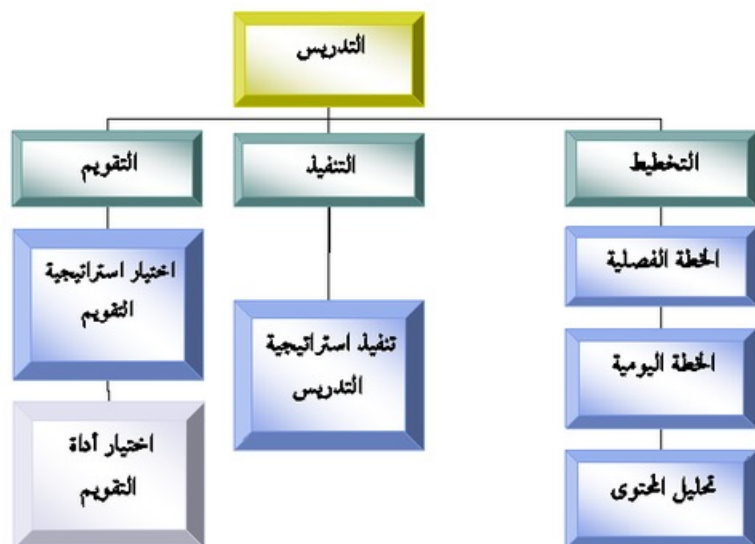 التدريس
التخطيط
التنفيذ
التقويم
الخطة الفصلية
الخطة اليومية
تحليل المحتوى
تنفيذ استراتيجية
التدريس
اختيار استراتيجية
التقويم
اختيار أداة
التقويم